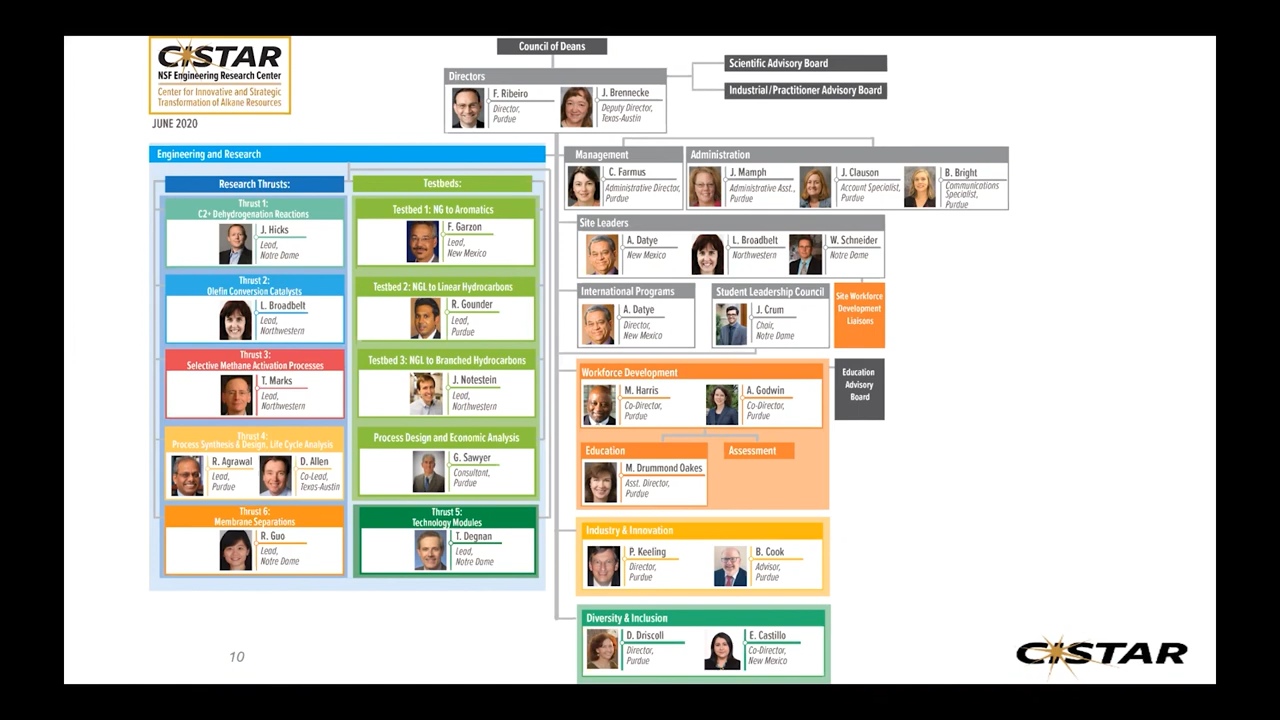 CISTAR
NSF Engineering Research Center
Center for Innovative and Strategic
Transformation of Alkane Resources
JUNE 2020
Council of Deans
Directors
F. Ribeiro
Director,
Purdue
J. Brennecke
Deputy Director,
Texas-Austin
Scientific Advisory Board
Industrial/Practitioner Advisory Board
Engineering and Research
Research Thrusts:
Thrust 1:
C2+ Dehydrogenation Reactions
J. Hicks
Lead,
Notre Dame
Thrust 2:
Olefin Conversion Catalysts
L. Broadbelt
Lead,
Northwestern
Thrust 3:
Selective Methane Activation Processes
T. Marks
Lead,
Northwestern
Thrust 4:
Process Synthesis & Design, Life Cycle Analysis
R. Agrawal
Lead,
Purdue
D. Allen
Co-Lead,
Texas-Austin
Thrust 6:
Membrane Separations
R. Guo
Lead,
Notre Dame
Testbeds:
Testbed 1: NG to Aromatics
F. Garzon
Lead,
New Mexico
Testbed 2: NGL to Linear Hydrocarbons
R. Gounder
Lead,
Purdue
Testbed 3: NGL to Branched Hydrocarbons
J. Notestein
Lead,
Northwestern
Process Design and Economic Analysis
G. Sawyer
Consultant,
Purdue
Thrust 5:
Technology Modules
T. Degnan
Lead,
Notre Dame
Management
C. Farmus
Administrative Director,
Purdue
Administration
J. Mamph
Administrative Asst.,
Purdue
J. Clauson
Account Specialist,
Purdue
B. Bright
Communications
Specialist,
Purdue
Site Leaders
A. Datye
New Mexico
L. Broadbelt
Northwestern
W. Schneider
Notre Dame
International Programs
A. Datye
Director,
New Mexico
Student Leadership Council
J. Crum
Chair,
Notre Dame
Site Workforce
Development
Liaisons
Workforce Development
M. Harris
Co-Director,
Purdue
A. Godwin
Co-Director,
Purdue
Education
Advisory
Board
Education
M. Drummond Oakes
Asst. Director,
Purdue
Assessment
Industry & Innovation
P. Keeling
Director,
Purdue
B. Cook
Advisor,
Purdue
Diversity & Inclusion
D. Driscoll
Director,
Purdue
E. Castillo
Co-Director,
New Mexico
10
CISTAR